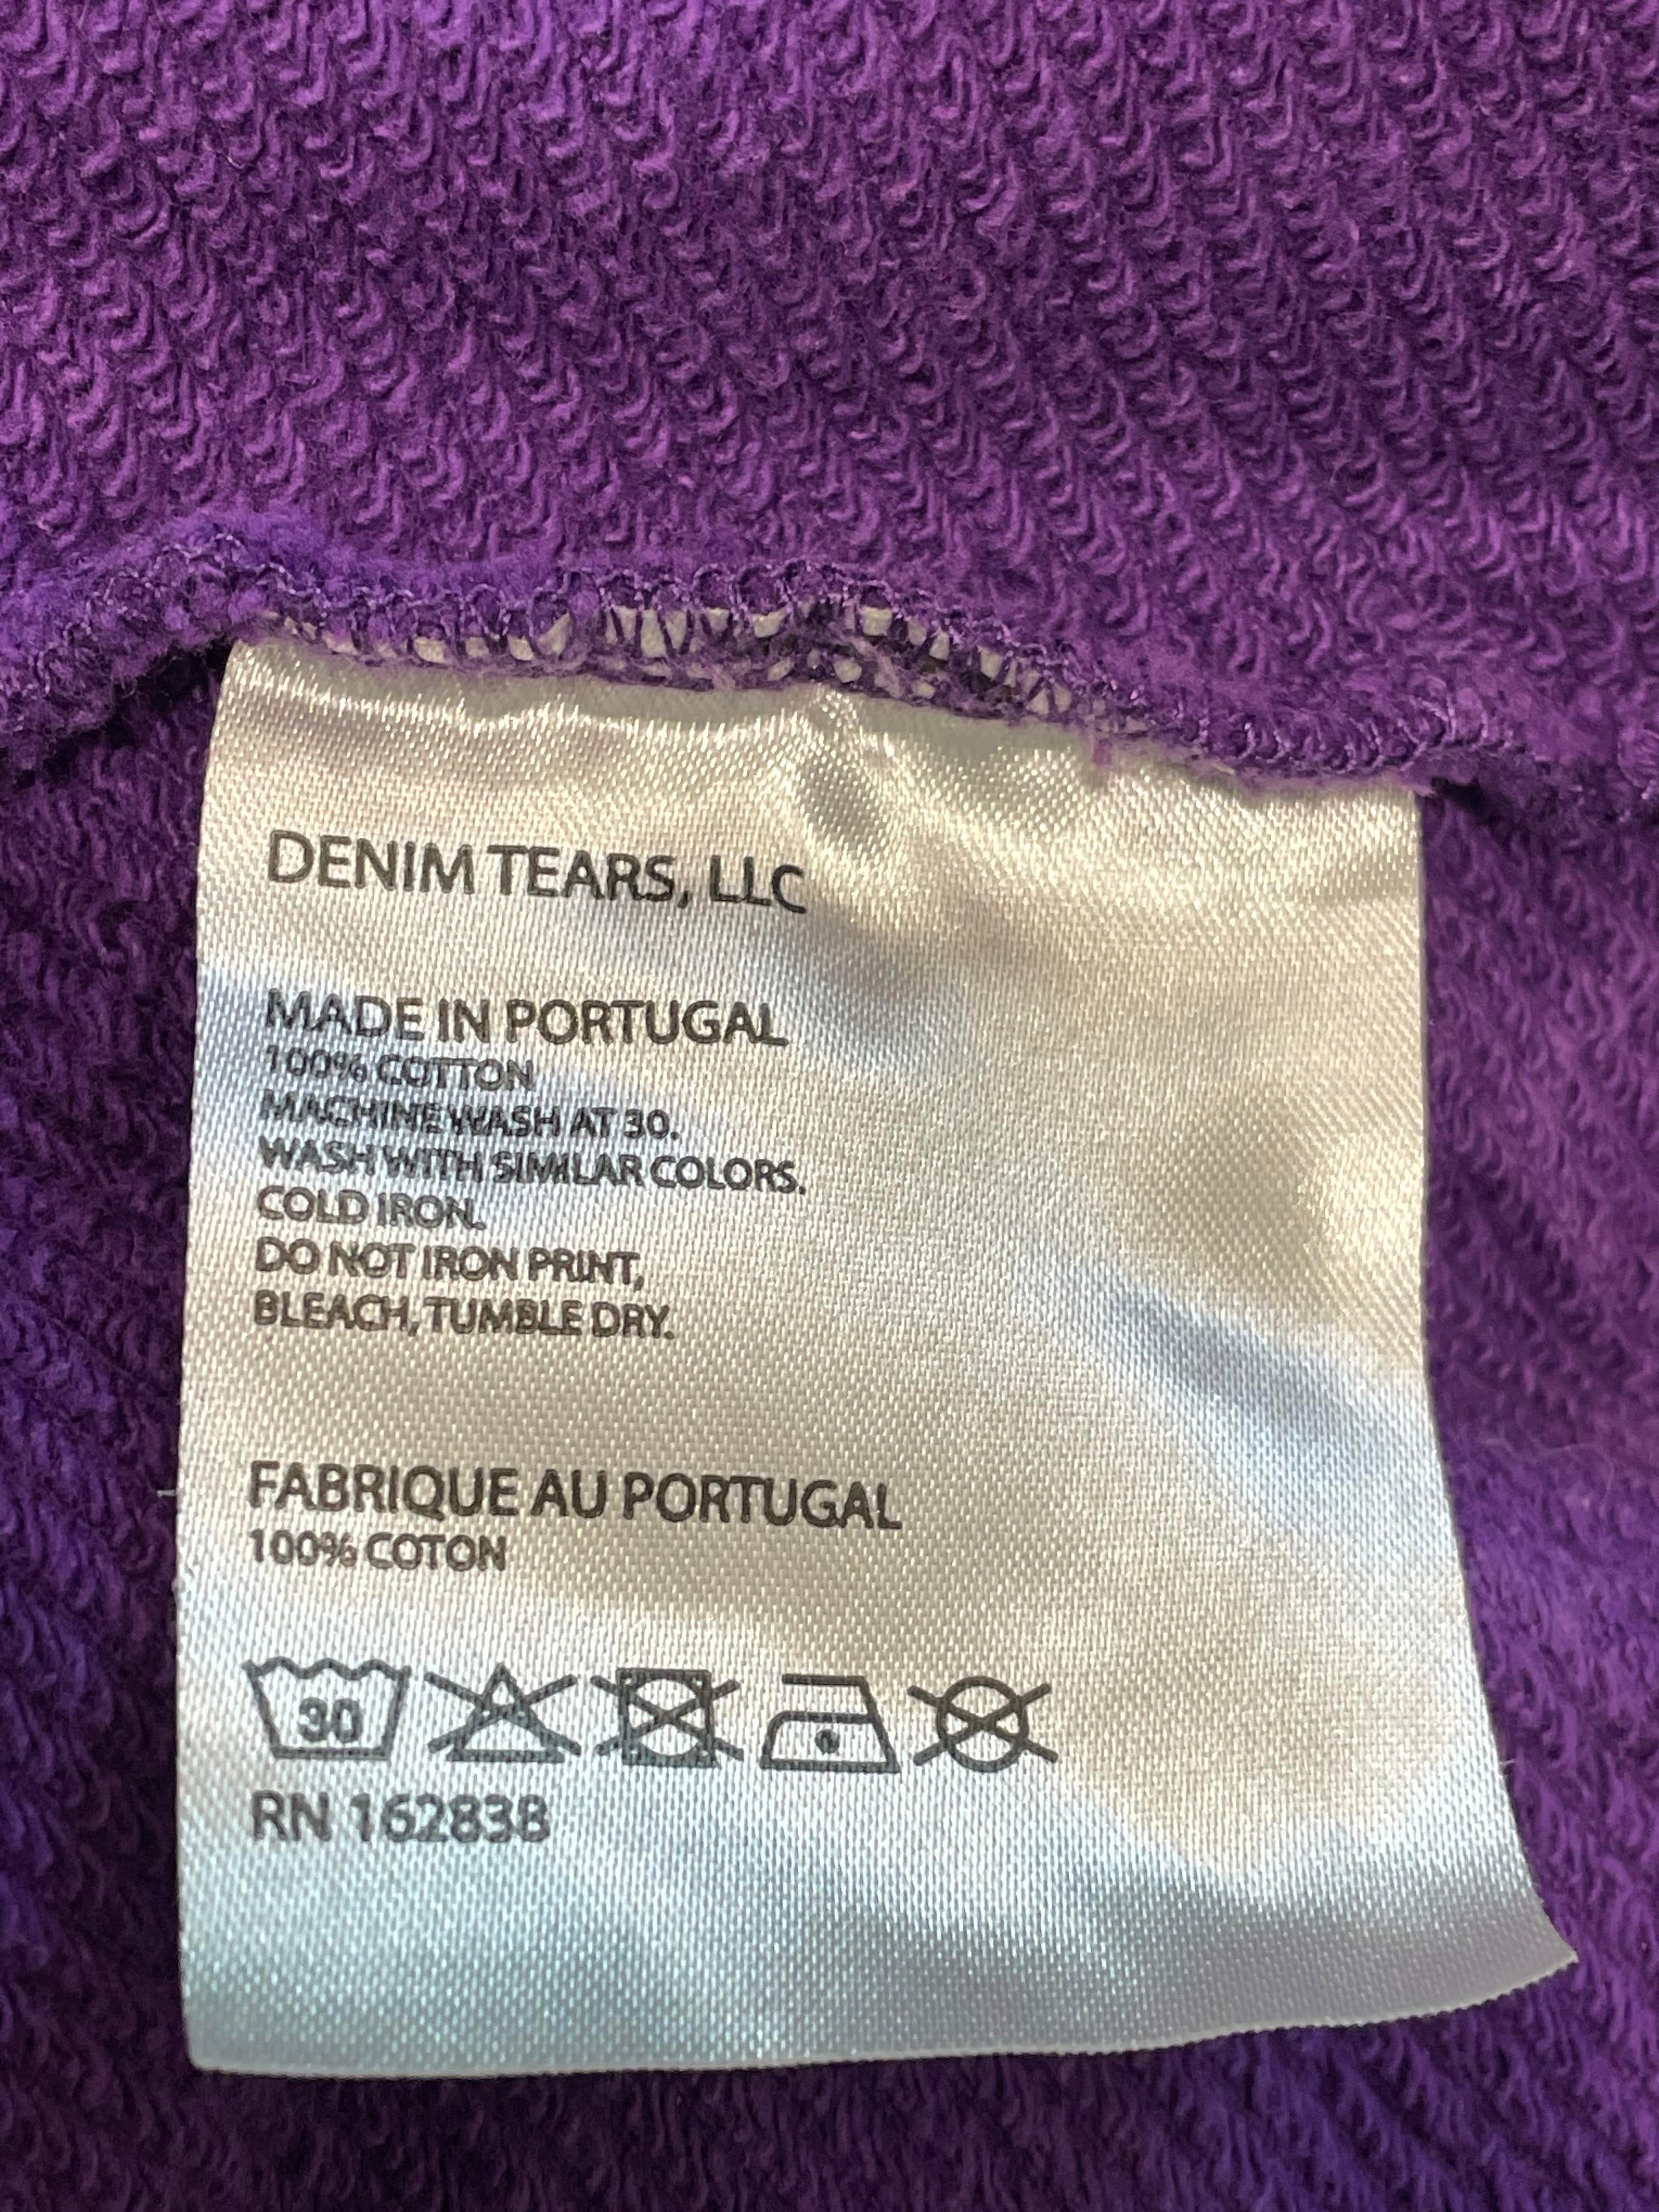 DENIM TEARS, LLC
MADE IN PORTUGAL
100% COTTON
MACHINE WASH AT 30.
WASH WITH SIMILAR COLORS.
COLD IRON.
DO NOT IRON PRINT,
BLEACH, TUMBLE DRY.
FABRIQUE AU PORTUGAL
100% COTON
30
RN 162838